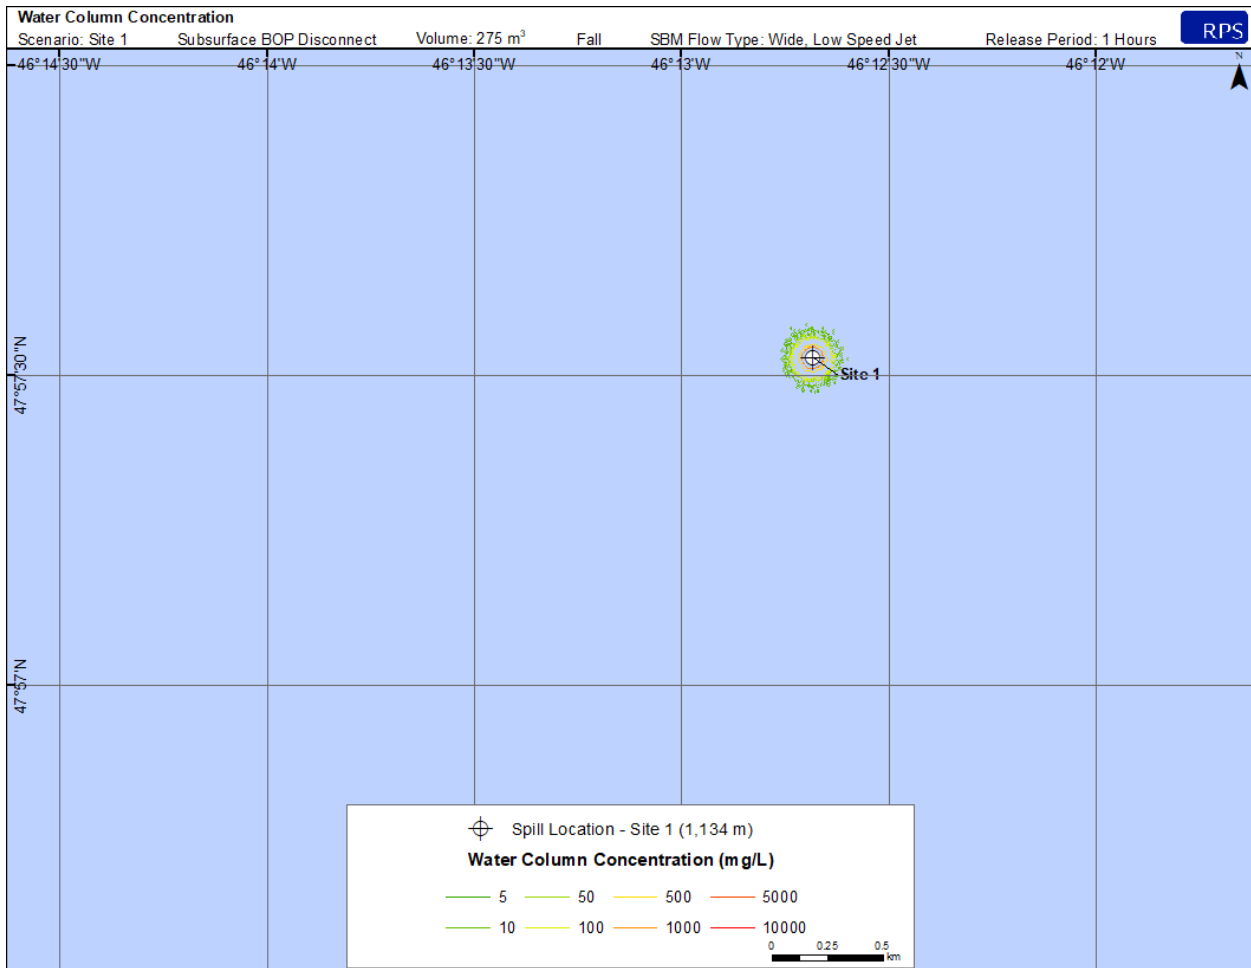 Water Column Concentration
Scenario: Site 1 Subsurface BOP Disconnect Volume: 275 m³ Fall SBM Flow Type: Wide, Low Speed Jet Release Period: 1 Hours
RPS
46°14'30"W 46°14'W 46°13'30"W 46°13'W 46°12'30"W 46°12'W
N
47°57'30"N
Site 1
47°57'N
Spill Location - Site 1 (1,134 m)
Water Column Concentration (mg/L)
5 50 500 5000
10 100 1000 10000
0 0.25 0.5
km